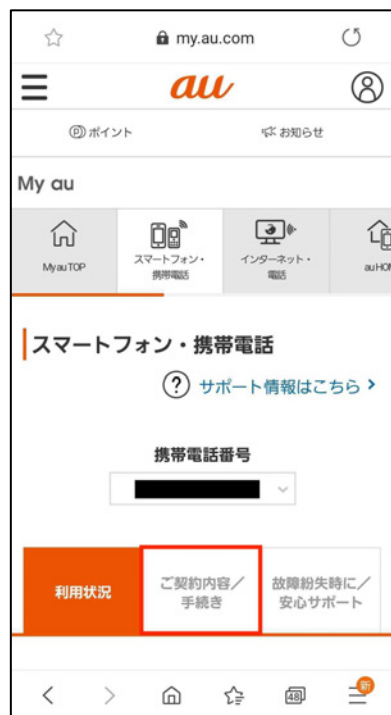 my.au.com
au
ポイント
お知らせ
My au
My au TOP
スマートフォン・
携帯電話
インターネット・
電話
au HO
スマートフォン・携帯電話
? サポート情報はこちら >
携帯電話番号
利用状況
ご契約内容/
手続き
故障紛失時に/
安心サポート
48
新